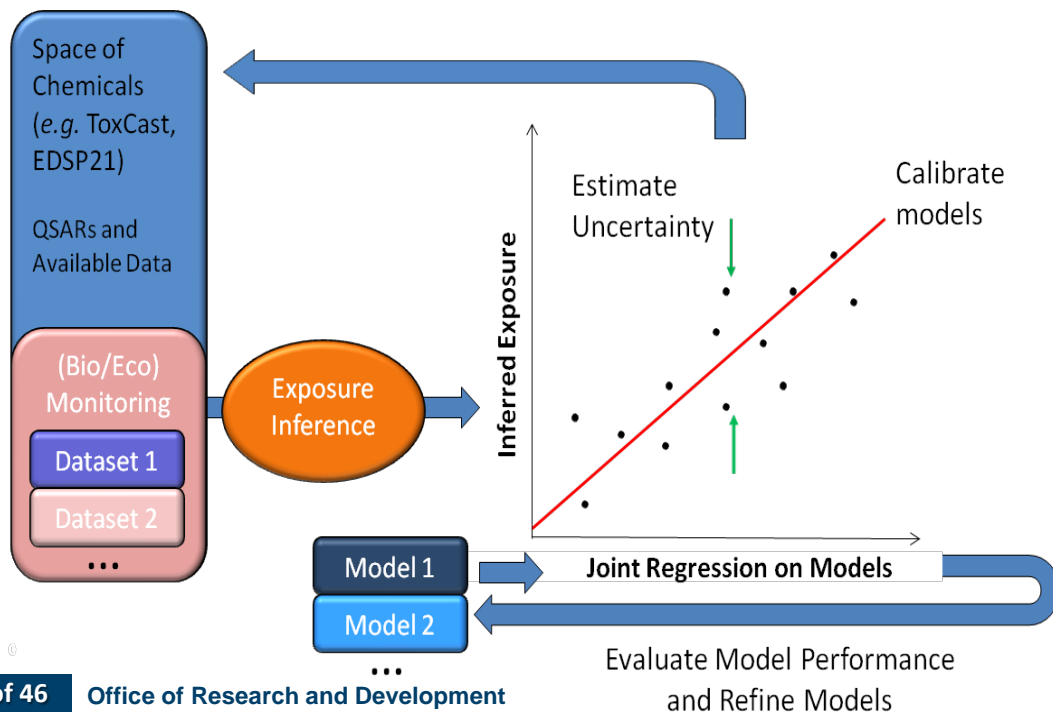 Space of
Chemicals
(e.g. ToxCast,
EDSP21)
QSARs and
Available Data
(Bio/Eco)
Monitoring
Dataset 1
Dataset 2
...
Exposure
Inference
Estimate
Uncertainty
Calibrate
models
Inferred Exposure
Joint Regression on Models
Model 1
Model 2
...
Evaluate Model Performance
and Refine Models
of 46
Office of Research and Development